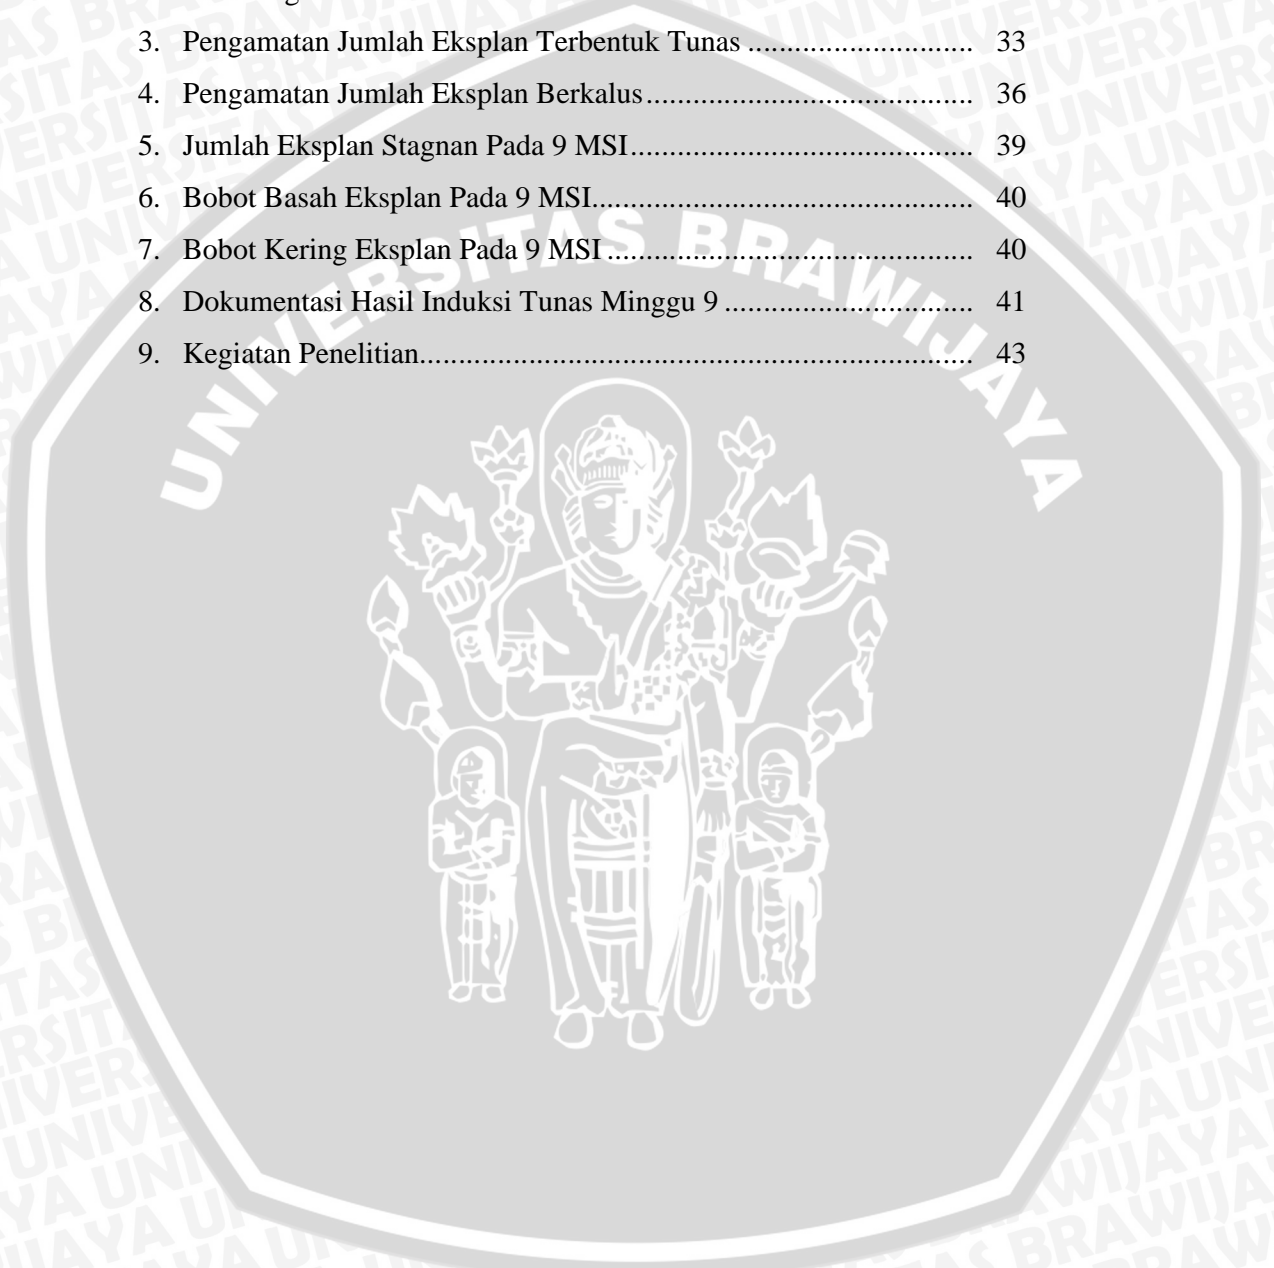 3. Pengamatan Jumlah Eksplan Terbentuk Tunas ............................. 33
4. Pengamatan Jumlah Eksplan Berkalus .......................................... 36
5. Jumlah Eksplan Stagnan Pada 9 MSI ............................................ 39
6. Bobot Basah Eksplan Pada 9 MSI ................................................ 40
7. Bobot Kering Eksplan Pada 9 MSI ............................................... 40
8. Dokumentasi Hasil Induksi Tunas Minggu 9 ................................ 41
9. Kegiatan Penelitian ....................................................................... 43
UNIVERSITAS BRAWIJAYA